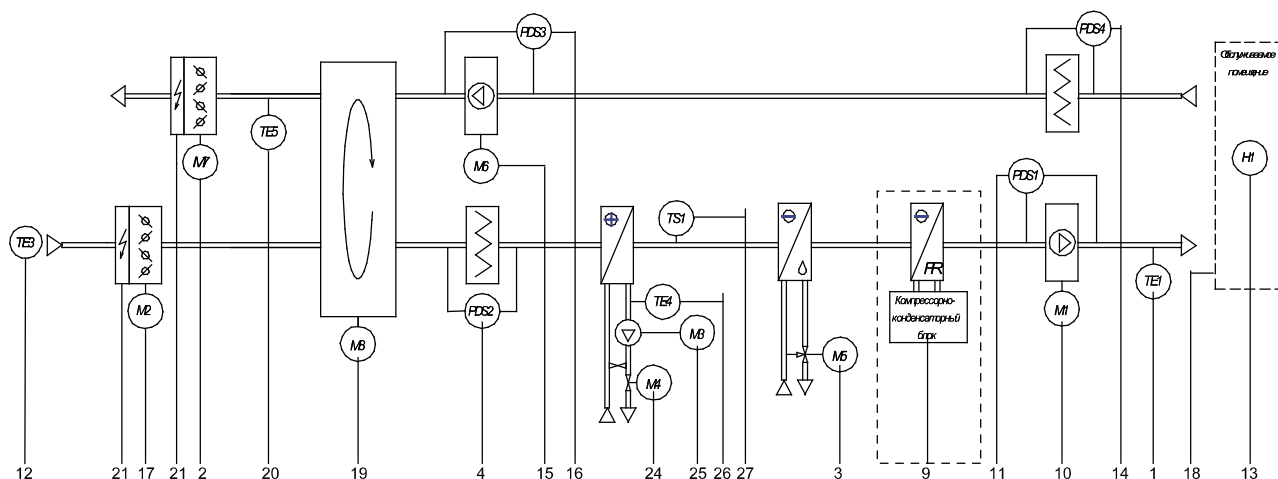 PDS3
PDS4
Обслуживаемое
помещение
TE5
M7
M6
H1
PDS1
TE3
TS1
FR
TE1
M2
PDS2
TE4
Компрессорно-
конденсаторный
блок
M1
M8
M3
M5
M4
12 21 17 21 2 20 19 4 15 16 24 25 26 27 3 9 11 10 14 1 18 13